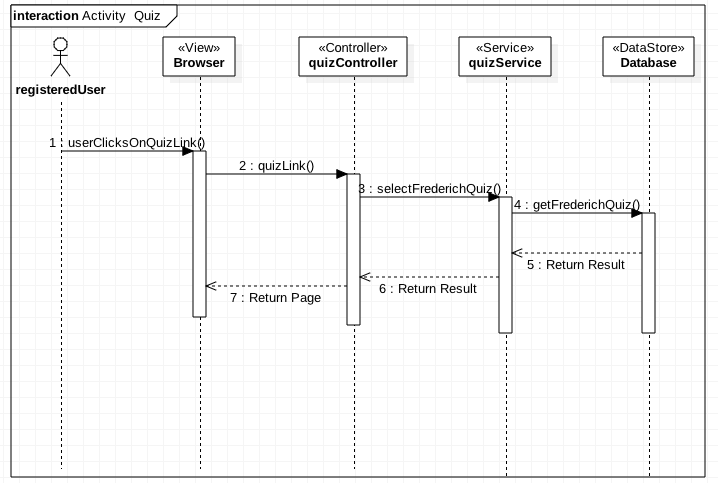 interaction Activity Quiz
«View»
Browser
«Controller»
quizController
«Service»
quizService
«DataStore»
Database
registeredUser
1 : userClicksOnQuizLink()
2 : quizLink()
3 : selectFrederichQuiz()
4 : getFrederichQuiz()
5 : Return Result
6 : Return Result
7 : Return Page